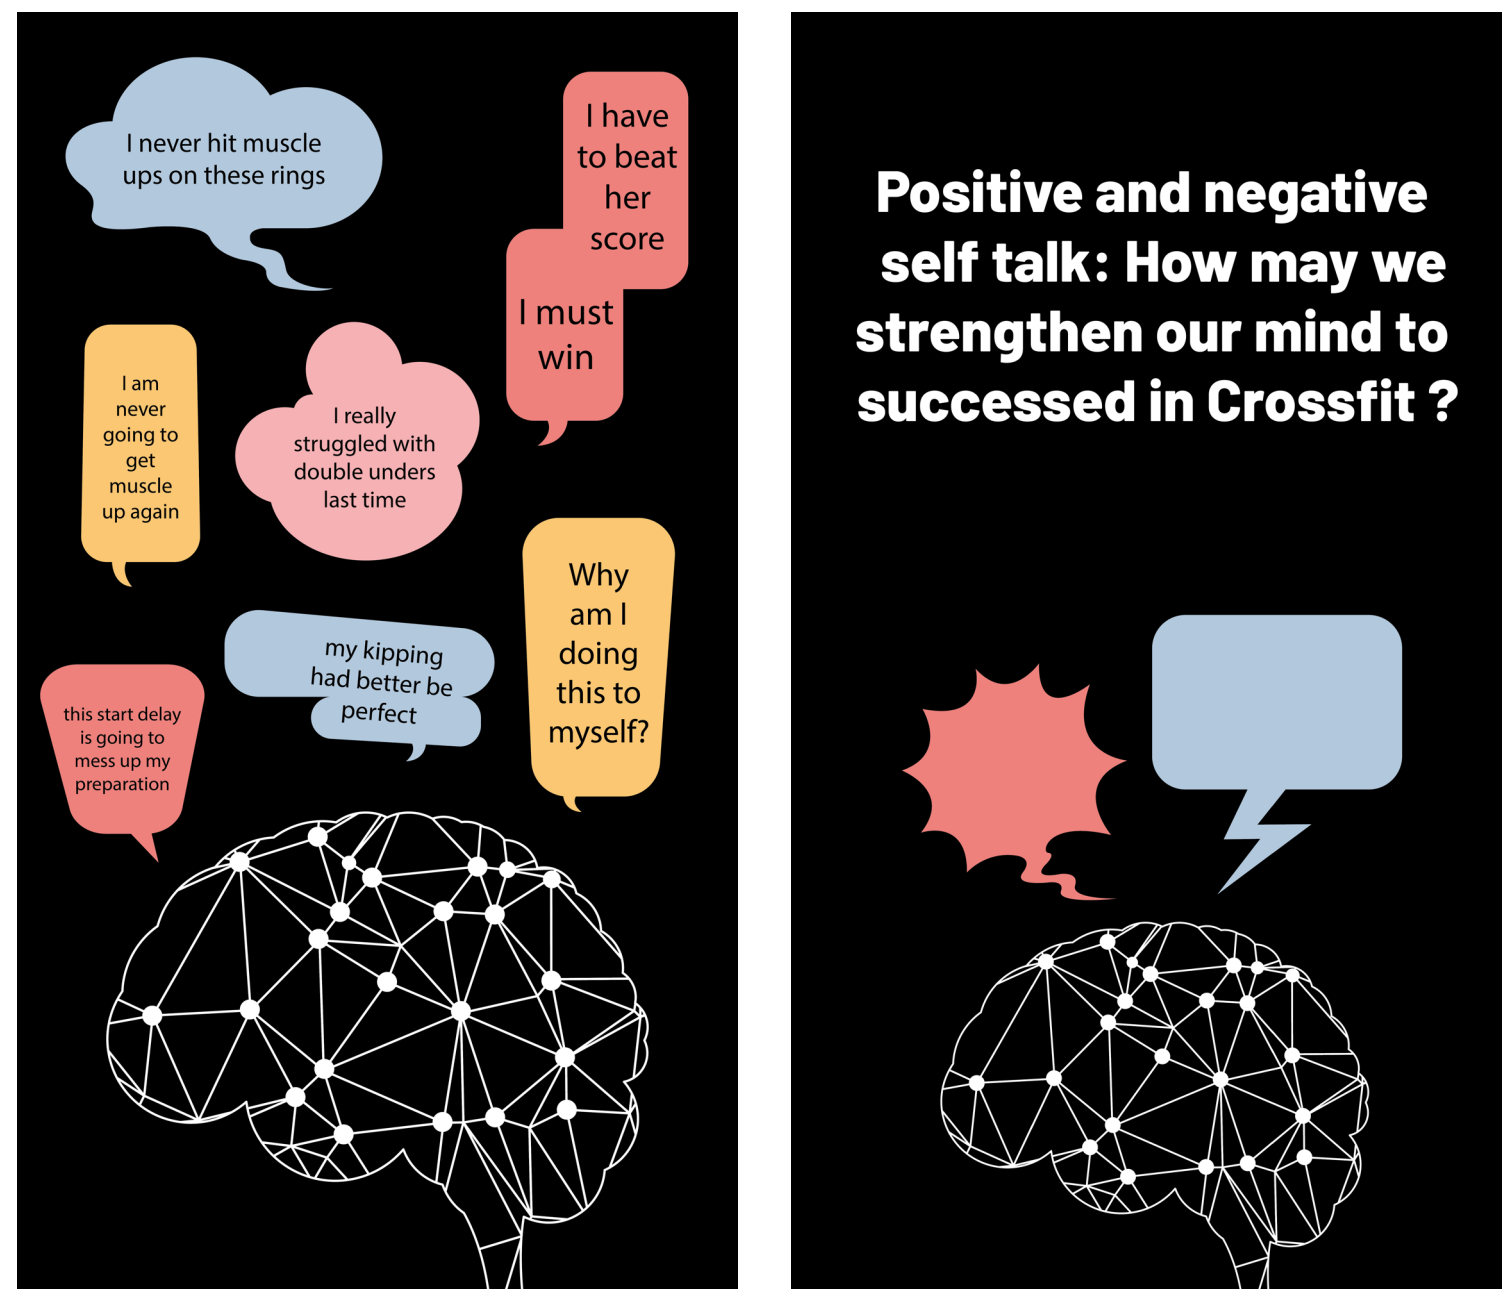 I never hit muscle
ups on these rings
I have
to beat
her
score
I must
win
I am
never
going to
get
muscle
up again
I really
struggled with
double unders
last time
Why
am I
doing
this to
myself?
my kipping
had better be
perfect
this start delay
is going to
mess up my
preparation
Positive and negative
self talk: How may we
strengthen our mind to
successed in Crossfit ?